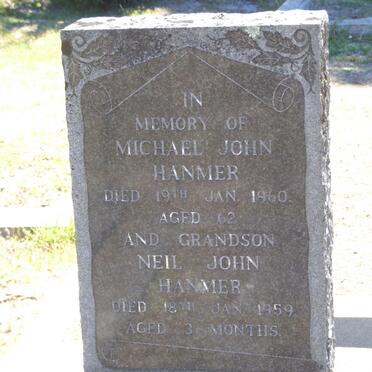 IN
MEMORY OF
MICHAEL JOHN
HANMER
DIED 19TH JAN. 1960.
AGED 62.
AND GRANDSON
NEIL JOHN
HANMER
DIED 18TH JAN. 1959.
AGED 3 MONTHS.